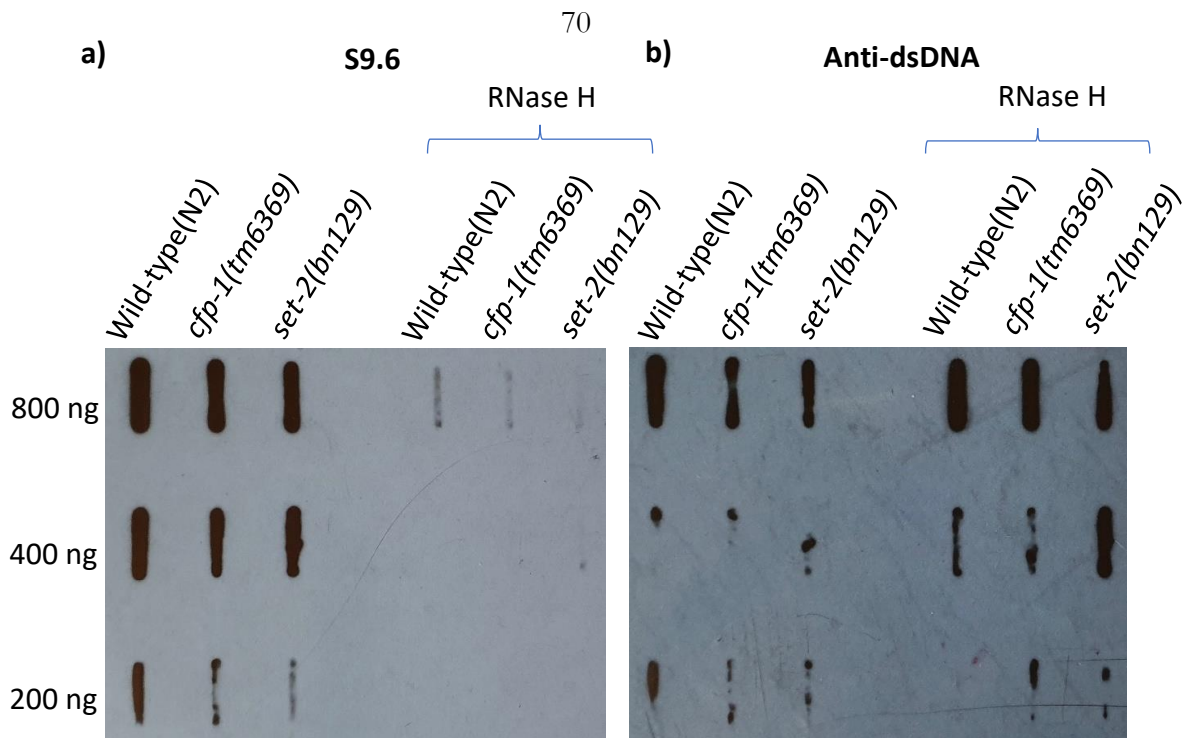 70
a) S9.6 b) Anti-dsDNA
RNase H RNase H
Wild-type(N2) cfp-1(tm6369) set-2(bn129) Wild-type(N2) cfp-1(tm6369) set-2(bn129) Wild-type(N2) cfp-1(tm6369) set-2(bn129) Wild-type(N2) cfp-1(tm6369) set-2(bn129)
800 ng
400 ng
200 ng